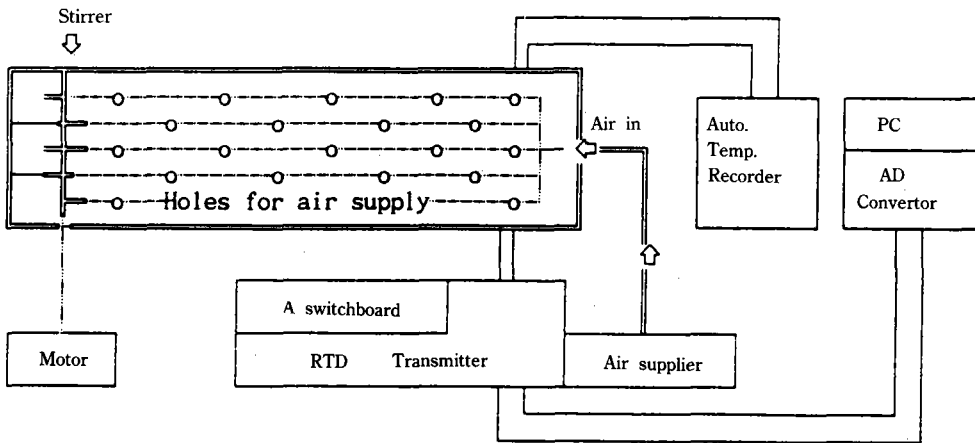 Stirrer
Air in
Auto.
Temp.
Recorder
PC
AD
Convertor
Holes for air supply
A switchboard
Motor
RTD Transmitter
Air supplier